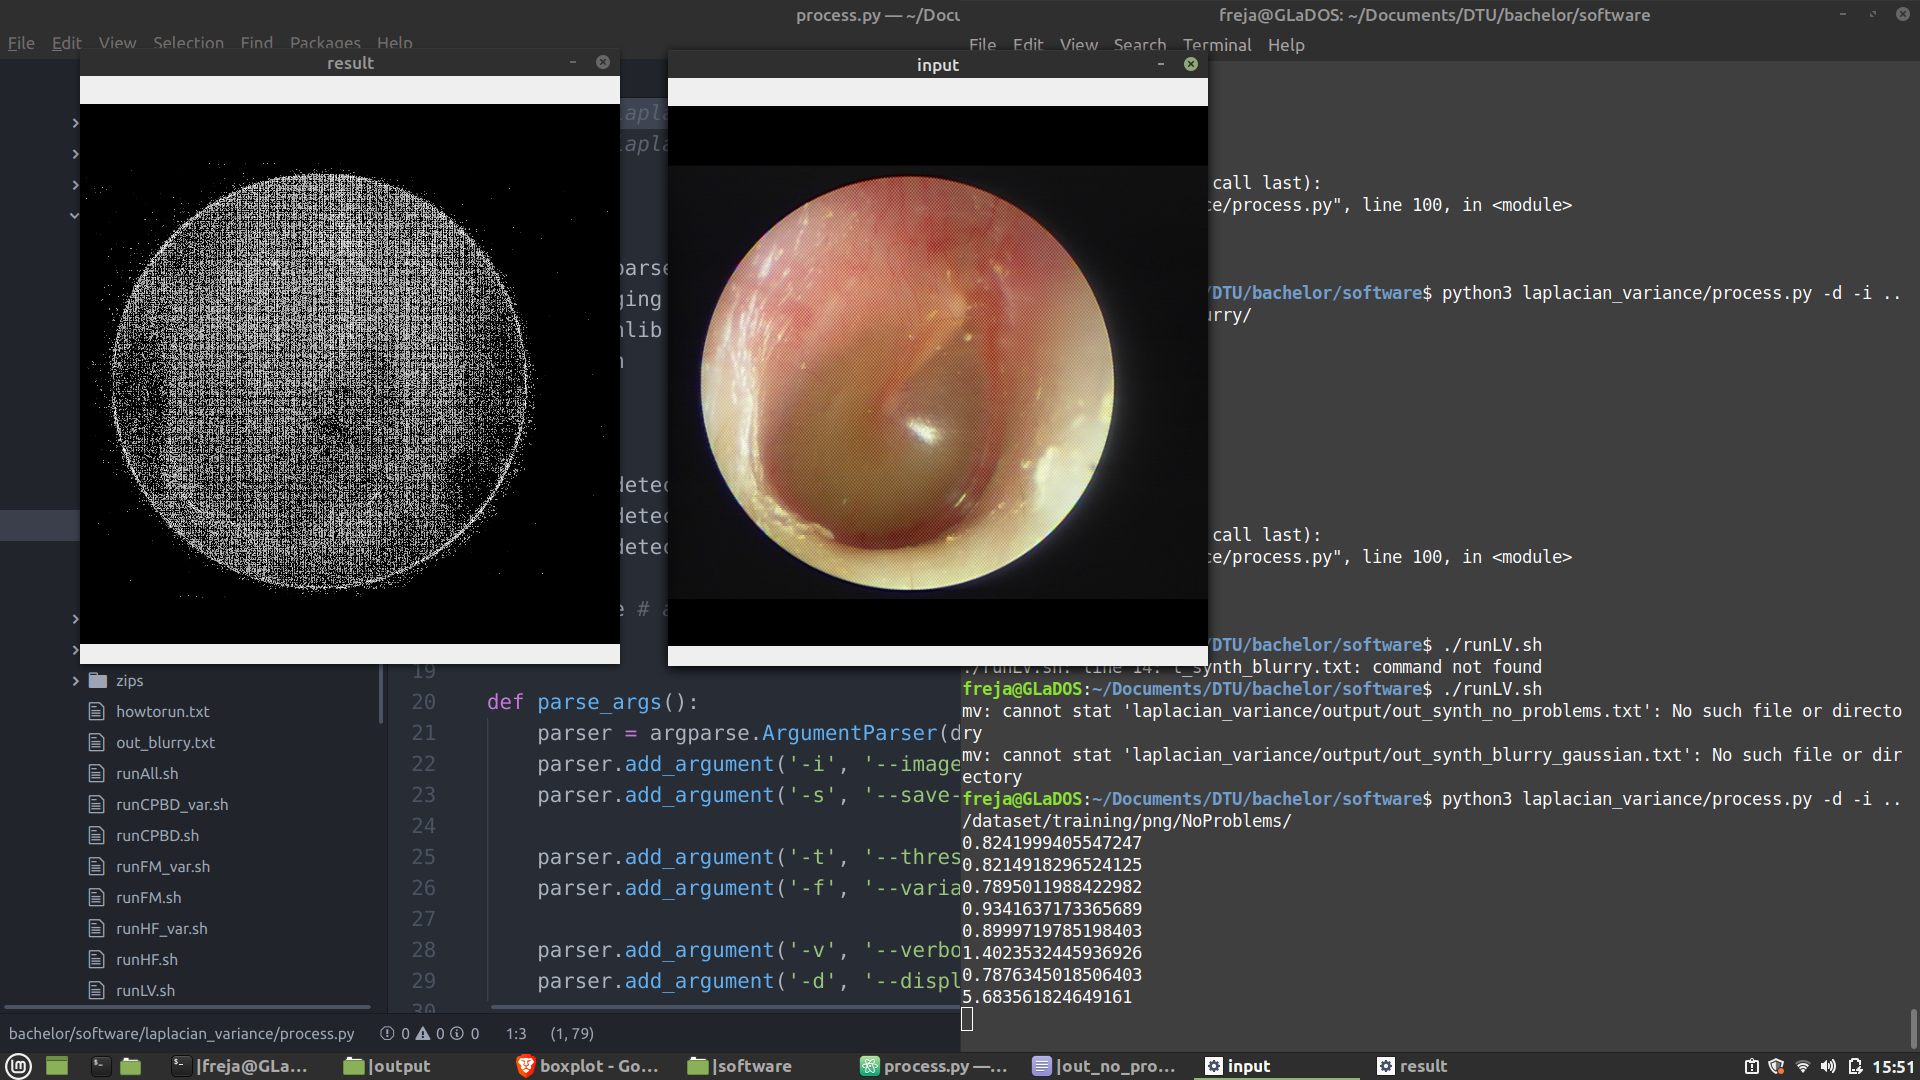 process.py — ~/Docu
File Edit View Selection Find Packages Help
result
input
zips
howtorun.txt
out_blurry.txt
runAll.sh
runCPBD_var.sh
runCPBD.sh
runFM_var.sh
runFM.sh
runHF_var.sh
runHF.sh
runLV.sh
parse
ging
lib
detec
detec
detec
# a
19
20 def parse_args():
21 parser = argparse.ArgumentParser(d
22 parser.add_argument('-i', '--image
23 parser.add_argument('-s', '--save-
24
25 parser.add_argument('-t', '--thres
26 parser.add_argument('-f', '--varia
27
28 parser.add_argument('-v', '--verbo
29 parser.add_argument('-d', '--displ
30
bachelor/software/laplacian_variance/process.py 0 0 0 1:3 (1, 79)
freja@GLaDOS: ~/Documents/DTU/bachelor/software
File Edit View Search Terminal Help
call last):
ce/process.py", line 100, in <module>
/DTU/bachelor/software$ python3 laplacian_variance/process.py -d -i ..
urry/
call last):
ce/process.py", line 100, in <module>
/DTU/bachelor/software$ ./runLV.sh
./runLV.sh: line 14: t_synth_blurry.txt: command not found
freja@GLaDOS:~/Documents/DTU/bachelor/software$ ./runLV.sh
mv: cannot stat 'laplacian_variance/output/out_synth_no_problems.txt': No such file or directo
ry
mv: cannot stat 'laplacian_variance/output/out_synth_blurry_gaussian.txt': No such file or dir
ectory
freja@GLaDOS:~/Documents/DTU/bachelor/software$ python3 laplacian_variance/process.py -d -i ..
/dataset/training/png/NoProblems/
0.8241999405547247
0.8214918296524125
0.7895011988422982
0.9341637173365689
0.8999719785198403
1.4023532445936926
0.7876345018506403
5.683561824649161
|freja@GLa... |output boxplot - Go... |software process.py —... |out_no_pro... input result 15:51